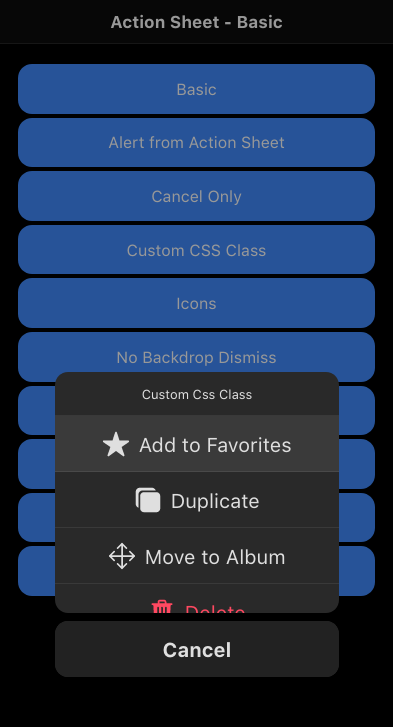 Action Sheet - Basic
Basic
Alert from Action Sheet
Cancel Only
Custom CSS Class
Icons
No Backdrop Dismiss
Custom Css Class
Add to Favorites
Duplicate
Move to Album
Delete
Cancel